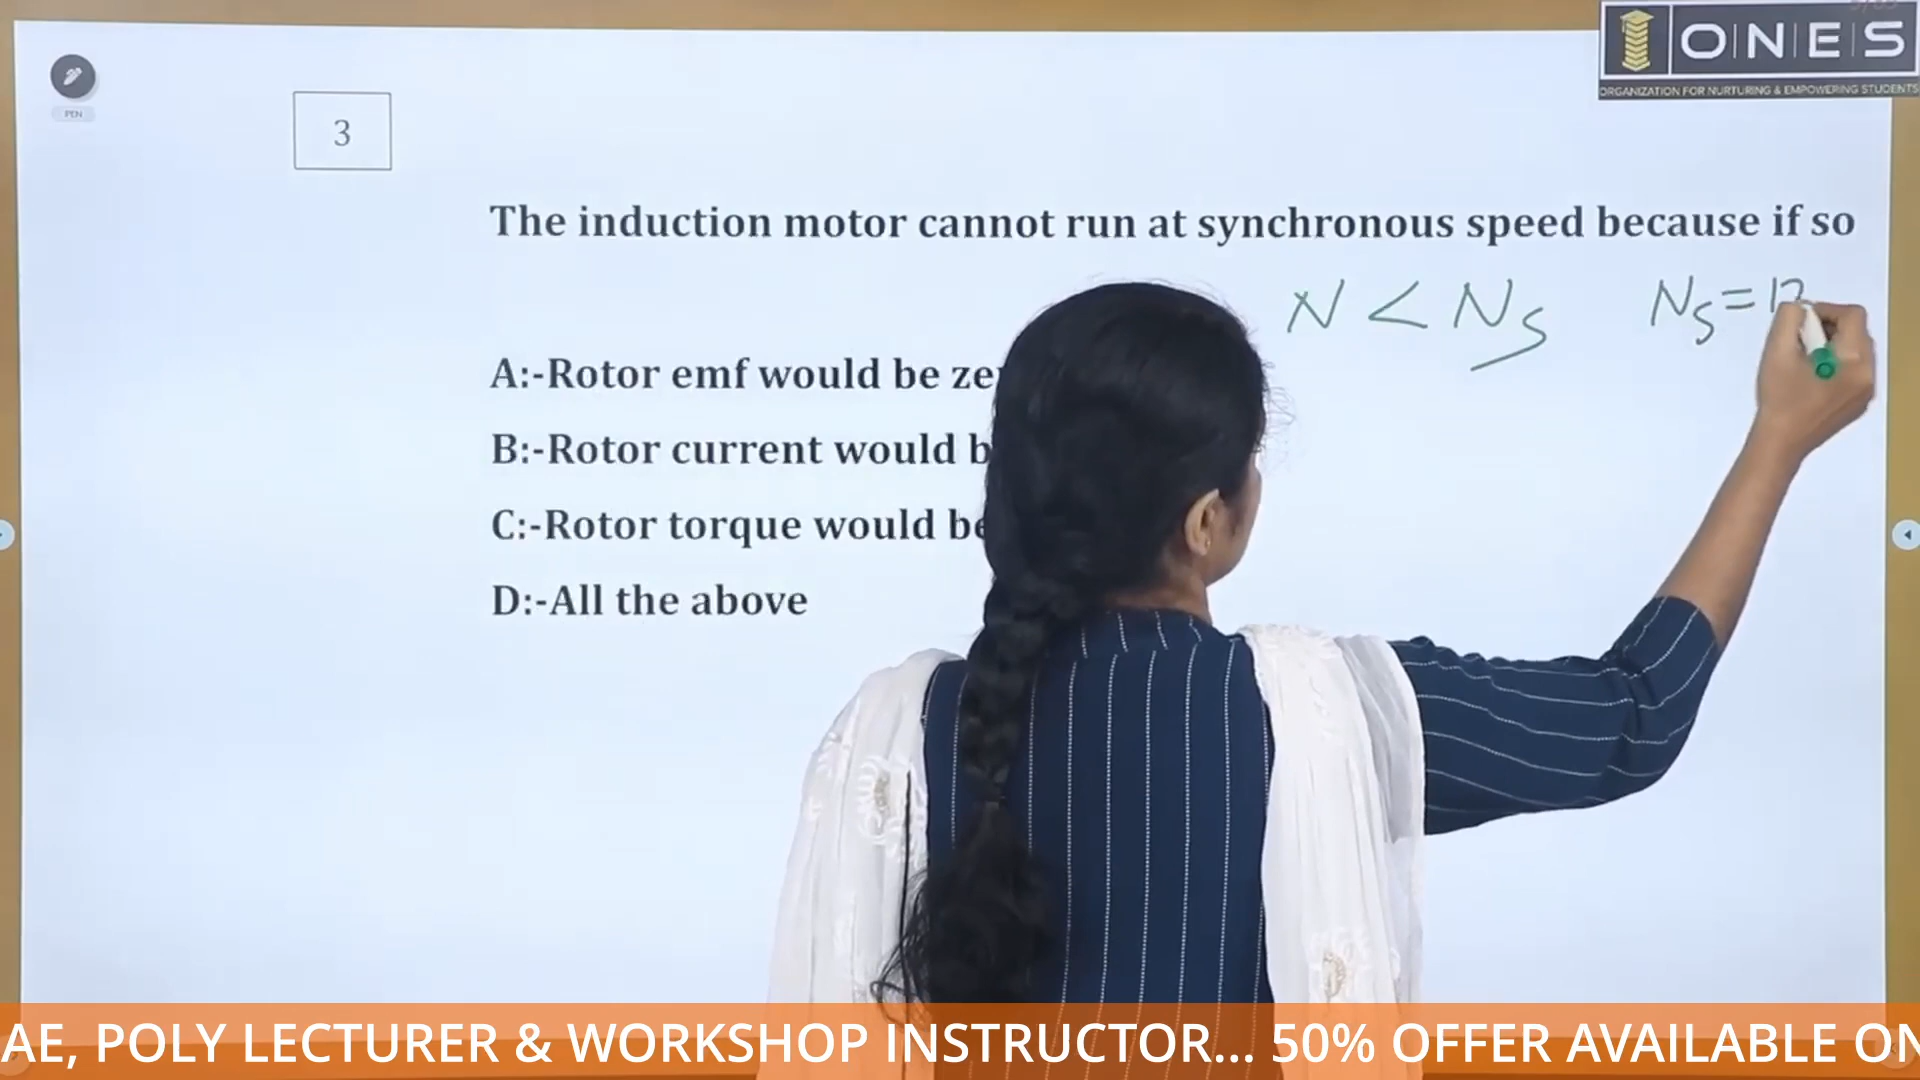 ONES
ORGANIZATION FOR NURTURING & EMPOWERING STUDENTS
PEN
3
The induction motor cannot run at synchronous speed because if so
N < Ns Ns = 12
A:-Rotor emf would be
B:-Rotor current would
C:-Rotor torque would
D:-All the above
AE, POLY LECTURER & WORKSHOP INSTRUCTOR... 50% OFFER AVAILABLE ON